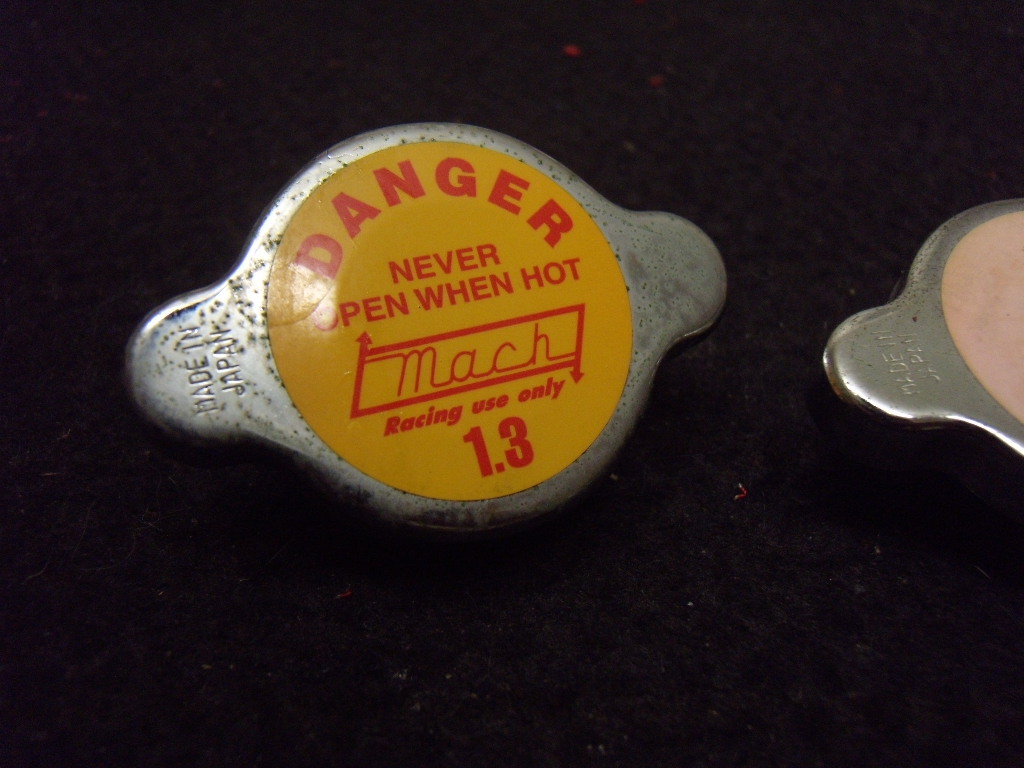 DANGER
NEVER
OPEN WHEN HOT
Mach
Racing use only
1.3
MADE IN
JAPAN
MADE IN
JAPAN